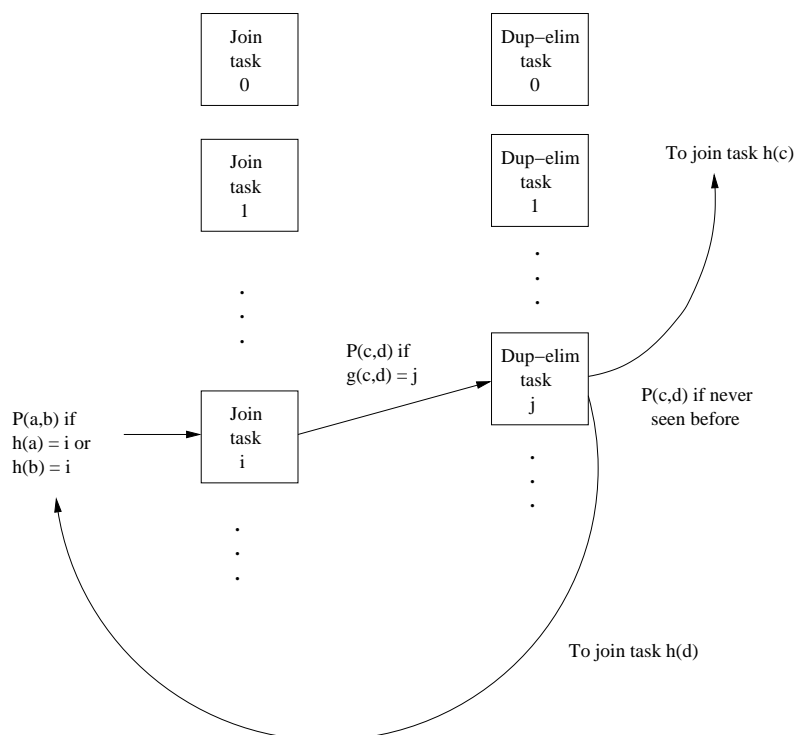 Join
task
0
Dup−elim
task
0
Join
task
1
Dup−elim
task
1
To join task h(c)
P(c,d) if
g(c,d) = j
Dup−elim
task
j
P(a,b) if
h(a) = i or
h(b) = i
Join
task
i
P(c,d) if never
seen before
To join task h(d)